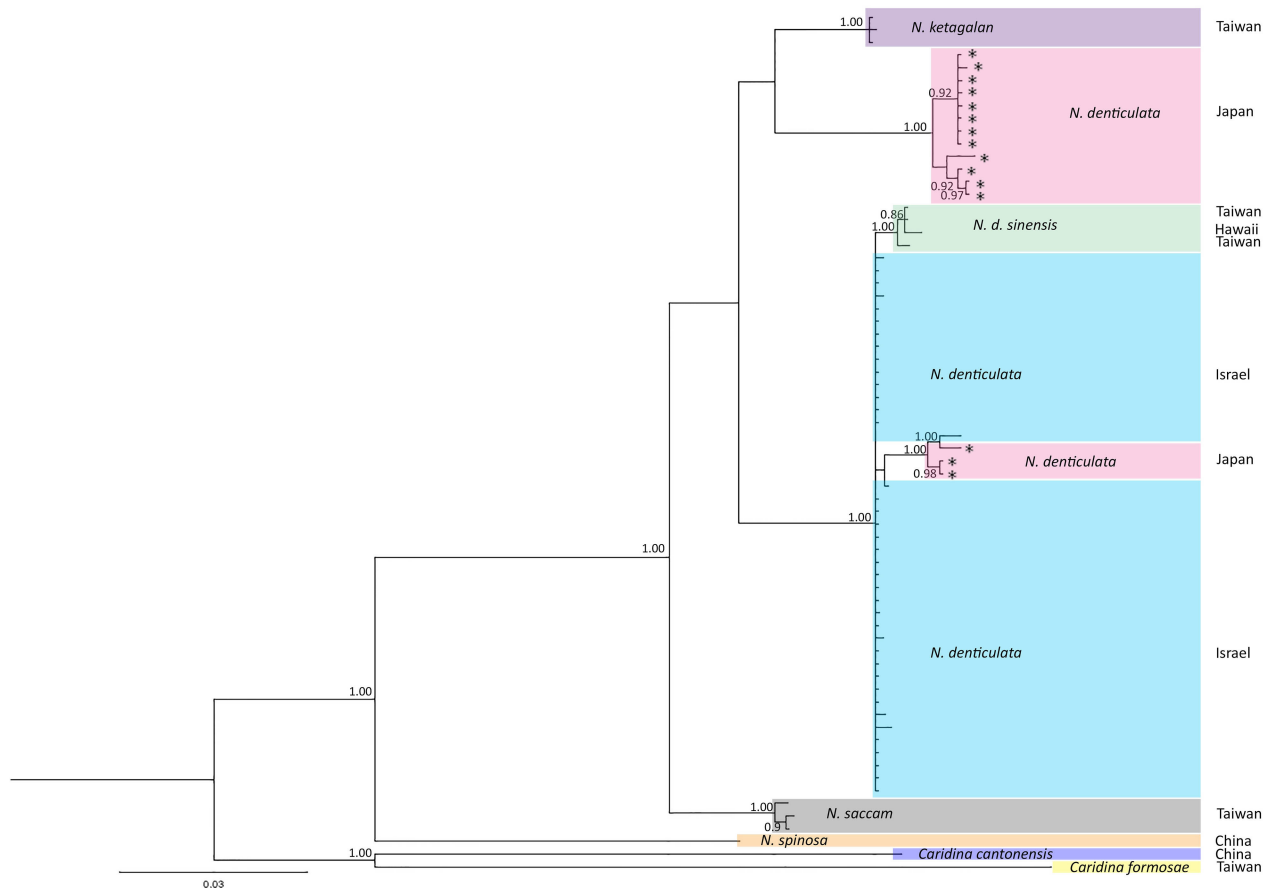 1.00 N. ketagalan Taiwan
*
*
*
*
0.92
*
*
*
*
N. denticulata Japan
1.00
*
*
0.92 *
0.97 *
0.86 Taiwan
1.00 N. d. sinensis Hawaii
Taiwan
N. denticulata Israel
1.00
1.00 *
N. denticulata Japan
*
0.98 *
1.00
1.00
N. denticulata Israel
1.00
1.00 N. saccam Taiwan
0.9
N. spinosa China
1.00 Caridina cantonensis China
Caridina formosae Taiwan
0.03